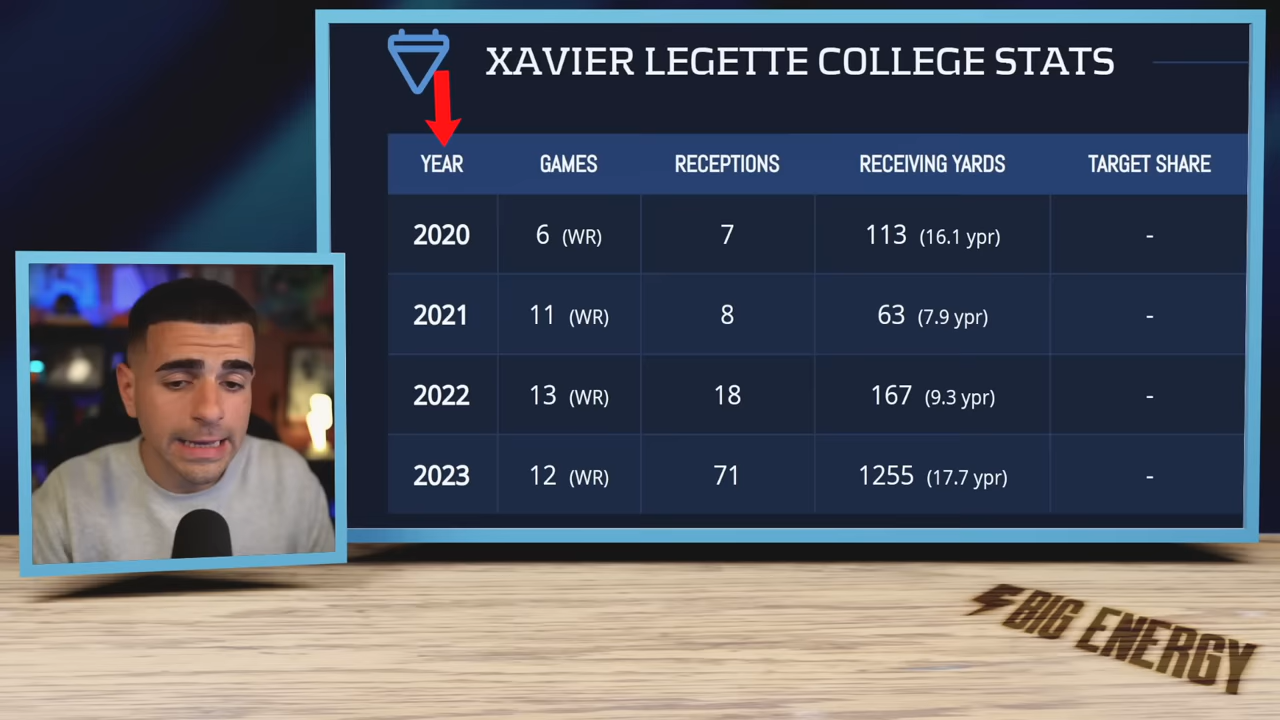 XAVIER LEGETTE COLLEGE STATS
YEAR GAMES RECEPTIONS RECEIVING YARDS TARGET SHARE
2020 6 (WR) 7 113 (16.1 ypr) -
2021 11 (WR) 8 63 (7.9 ypr) -
2022 13 (WR) 18 167 (9.3 ypr) -
2023 12 (WR) 71 1255 (17.7 ypr) -
BIG ENERGY